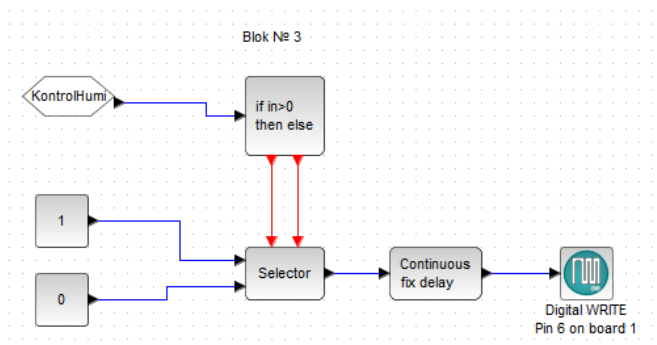 Blok № 3
KontrolHumi
if in>0
then else
1
0
Selector
Continuous
fix delay
Digital WRITE
Pin 6 on board 1